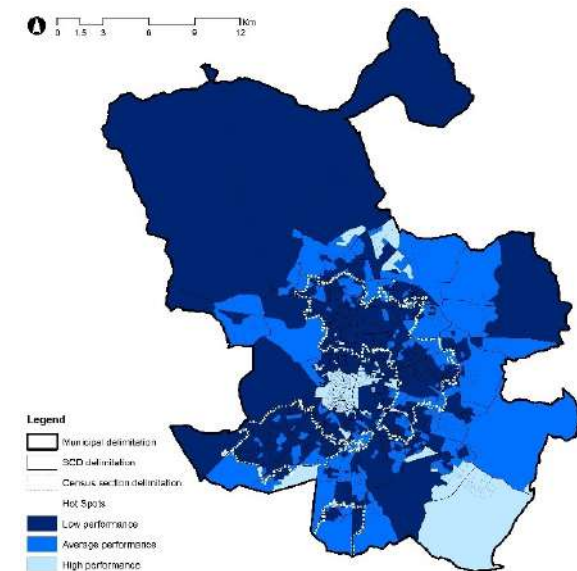 0 1.5 3 6 9 12 Km
Legend
Municipal delimitation
SCD delimitation
Census section delimitation
Hot Spots
Low performance
Average performance
High performance